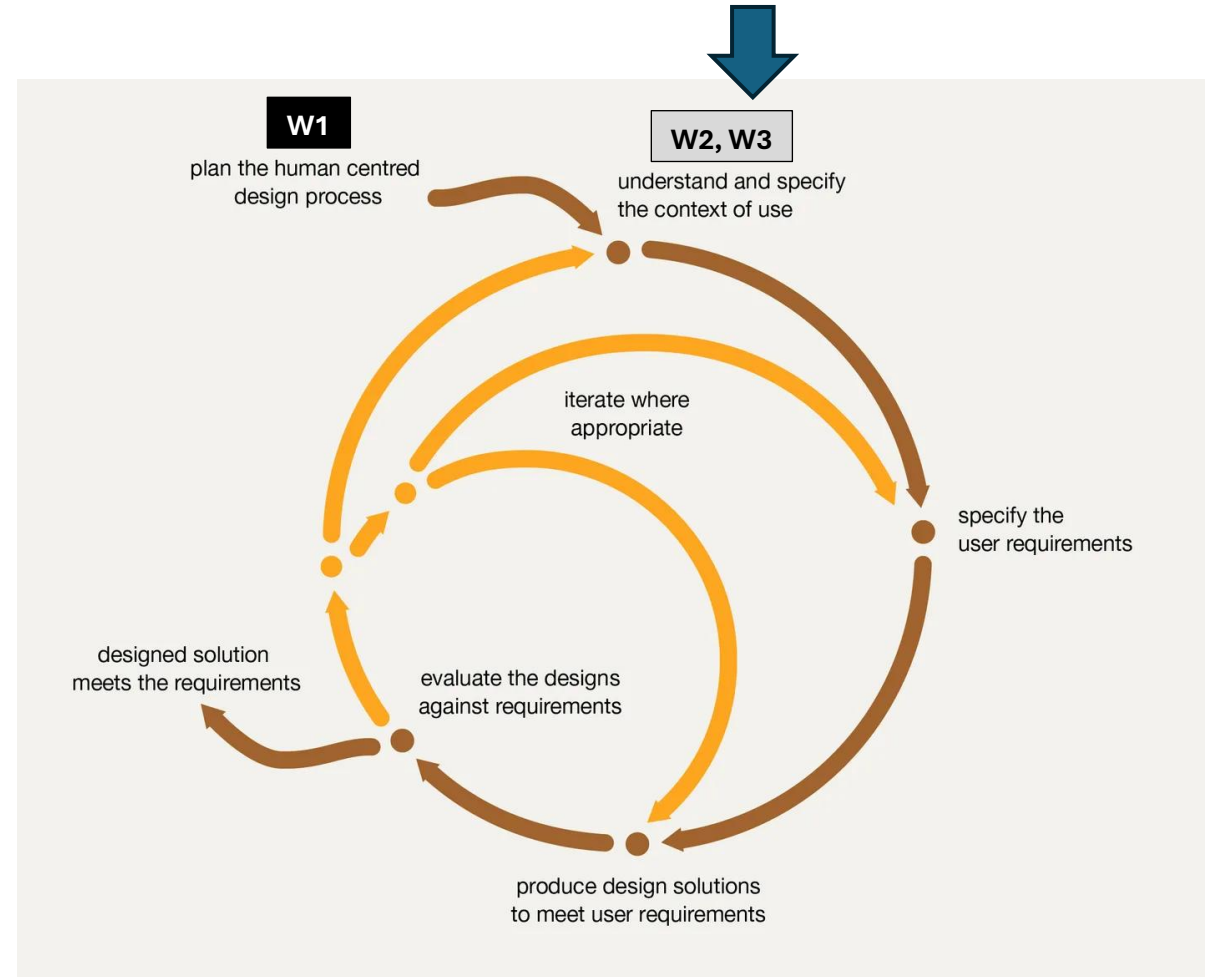 W1
plan the human centred
design process
W2, W3
understand and specify
the context of use
iterate where
appropriate
specify the
user requirements
designed solution
meets the requirements
evaluate the designs
against requirements
produce design solutions
to meet user requirements